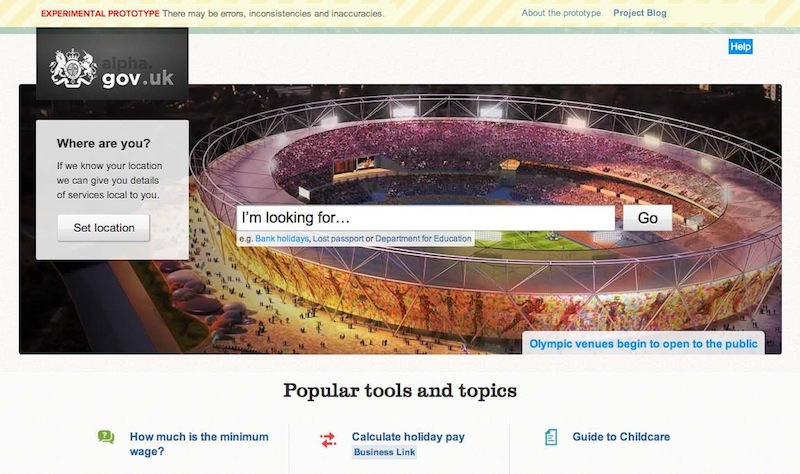 EXPERIMENTAL PROTOTYPE There may be errors, inconsistencies and inaccuracies.
About the prototype Project Blog
Help
alpha.
gov.uk
Where are you?
If we know your location
we can give you details
of services local to you.
Set location
I'm looking for...
Go
e.g. Bank holidays, Lost passport or Department for Education
Olympic venues begin to open to the public
Popular tools and topics
How much is the minimum
wage?
Calculate holiday pay
Business Link
Guide to Childcare